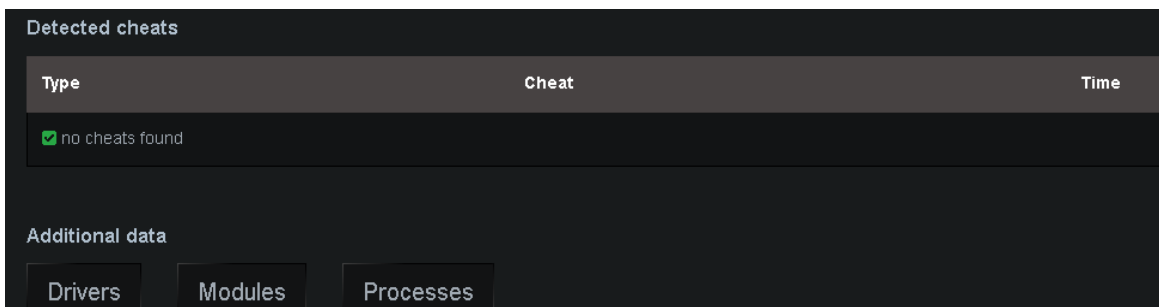 Detected cheats
Type Cheat Time
no cheats found
Additional data
Drivers Modules Processes